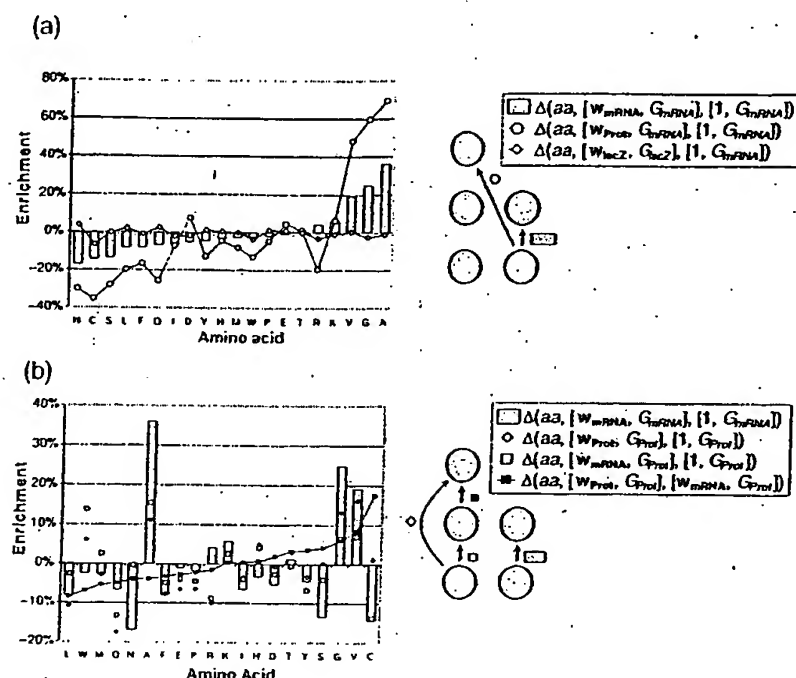 (a)
80%
60%
40%
20%
0%
-20%
-40%
Enrichment
N C S L F Q I D Y H M W P E T R K V G A
Amino acid
Δ(aa, [w_mRNA, G_mRNA], [1, G_mRNA])
Δ(aa, [w_Prot, G_mRNA], [1, G_mRNA])
Δ(aa, [w_lacZ, G_lacZ], [1, G_mRNA])
(b)
40%
30%
20%
10%
0%
-10%
-20%
Enrichment
L W M Q N A F E P R K I H D T Y S G V C
Amino Acid
Δ(aa, [w_mRNA, G_mRNA], [1, G_mRNA])
Δ(aa, [w_Prot, G_Prot], [1, G_Prot])
Δ(aa, [w_mRNA, G_Prot], [1, G_Prot])
Δ(aa, [w_Prot, G_Prot], [w_mRNA, G_Prot])